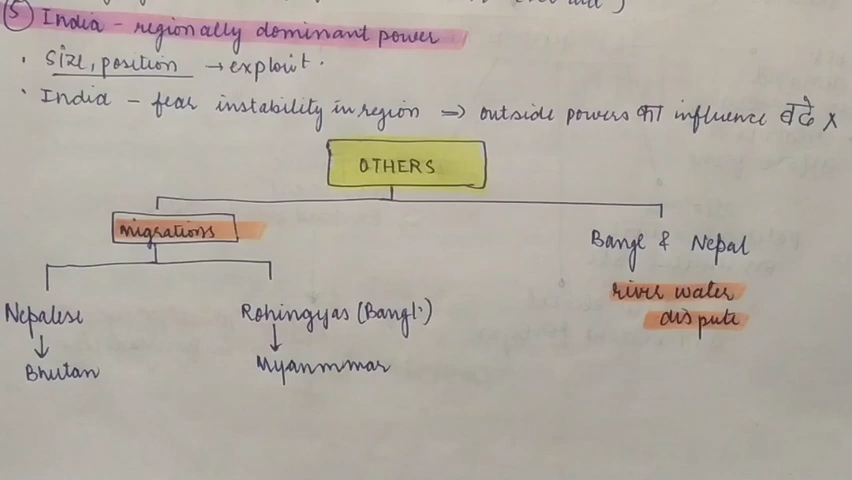 ⑤ India - regionally dominant power
· Size, position → exploit ·
· India - fear instability in region ⇒ outside powers का influence बढे X
OTHERS
migrations
Bangl & Nepal
river water
dispute
Nepalese
↓
Bhutan
Rohingyas (Bangl.)
↓
Myanmmar